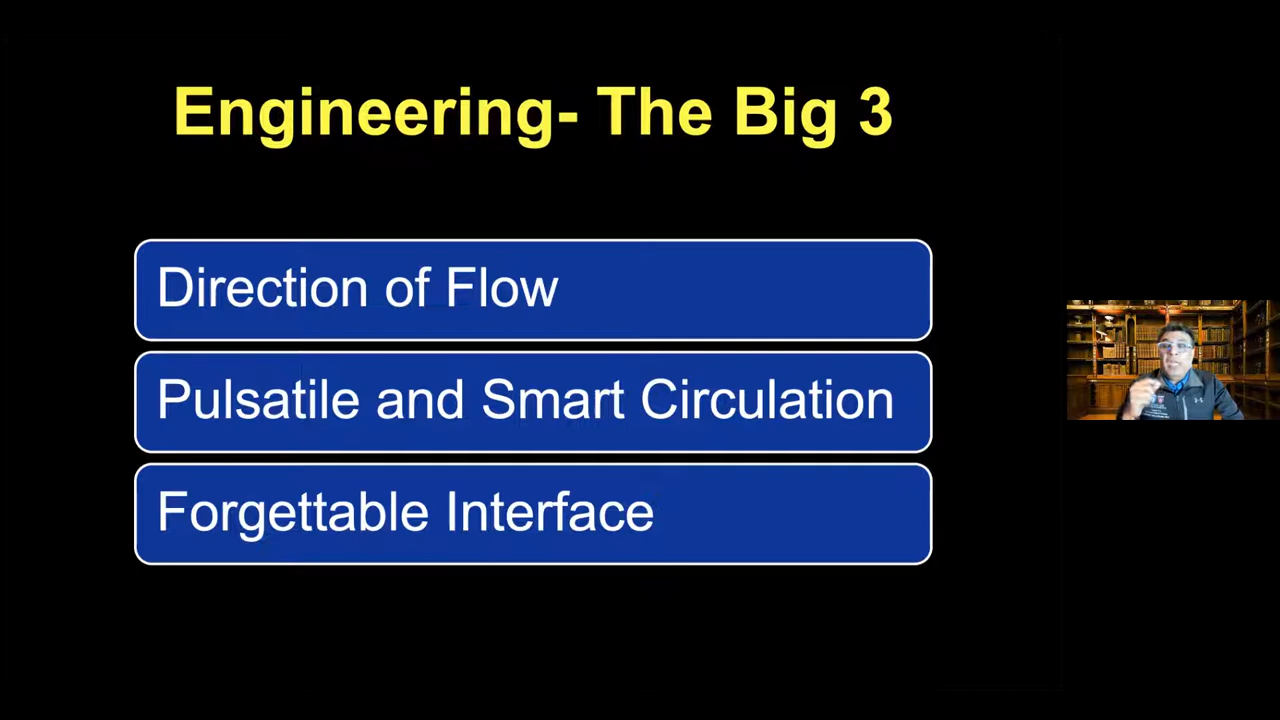 Engineering- The Big 3
Direction of Flow
Pulsatile and Smart Circulation
Forgettable Interface